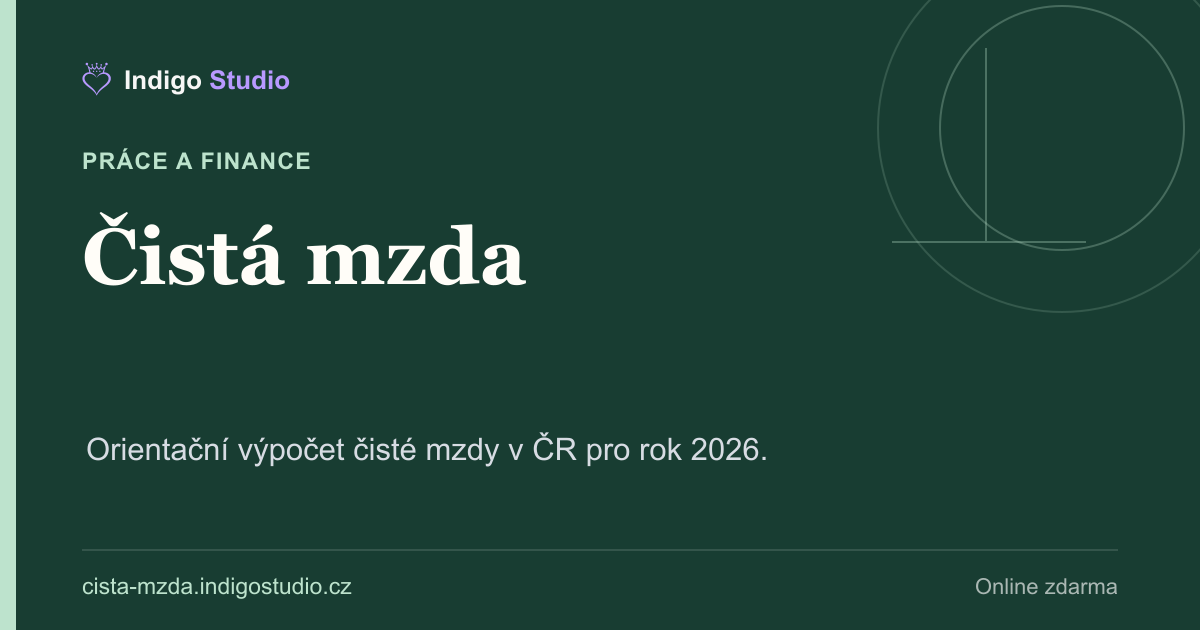 Indigo Studio
PRÁCE A FINANCE
Čistá mzda
Orientační výpočet čisté mzdy v ČR pro rok 2026.
cista-mzda.indigostudio.cz
Online zdarma